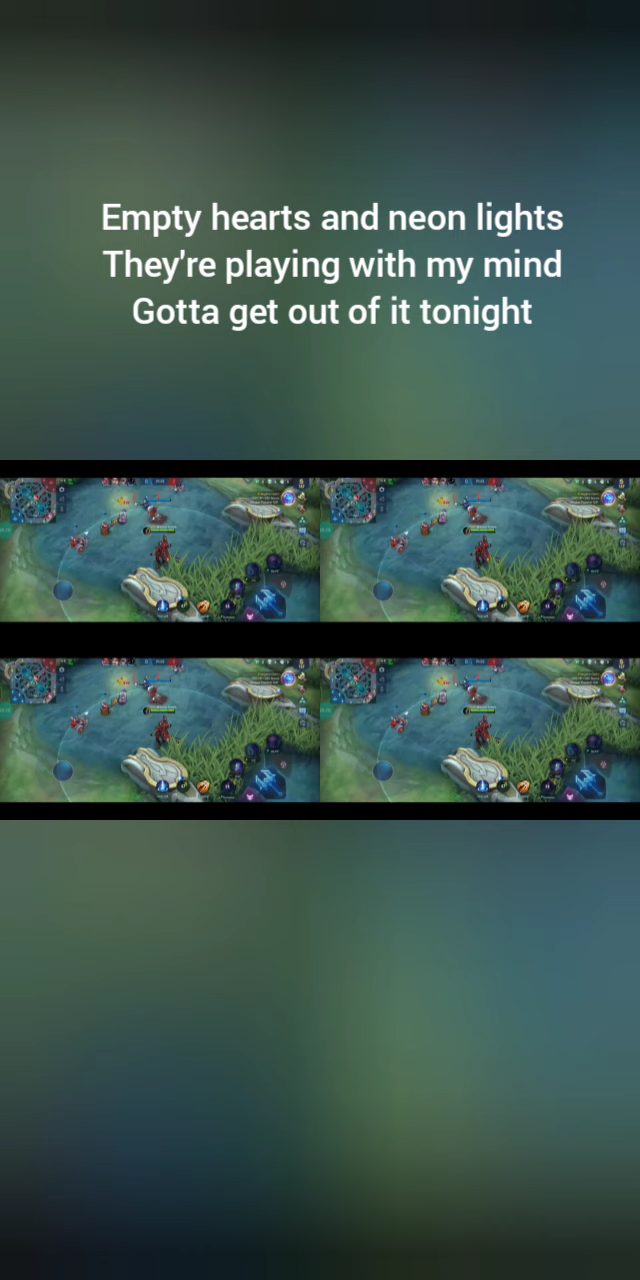 Empty hearts and neon lights
They're playing with my mind
Gotta get out of it tonight